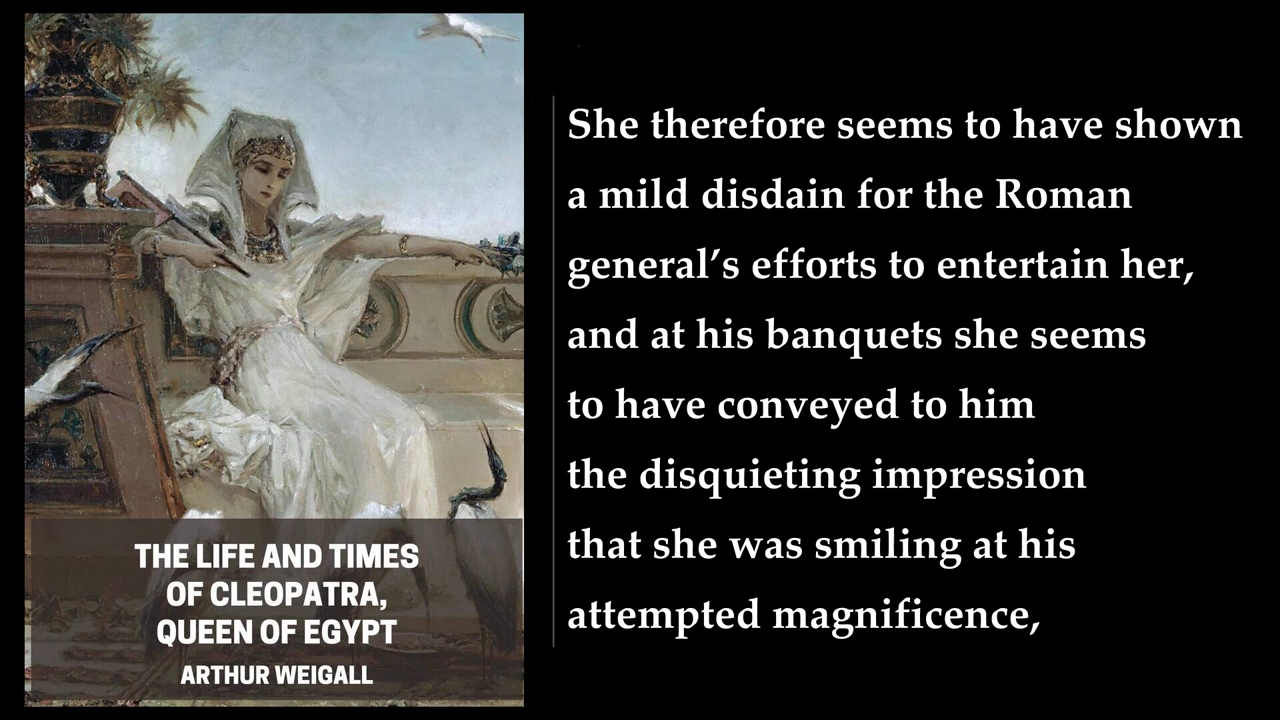 THE LIFE AND TIMES
OF CLEOPATRA,
QUEEN OF EGYPT
ARTHUR WEIGALL
She therefore seems to have shown
a mild disdain for the Roman
general’s efforts to entertain her,
and at his banquets she seems
to have conveyed to him
the disquieting impression
that she was smiling at his
attempted magnificence,